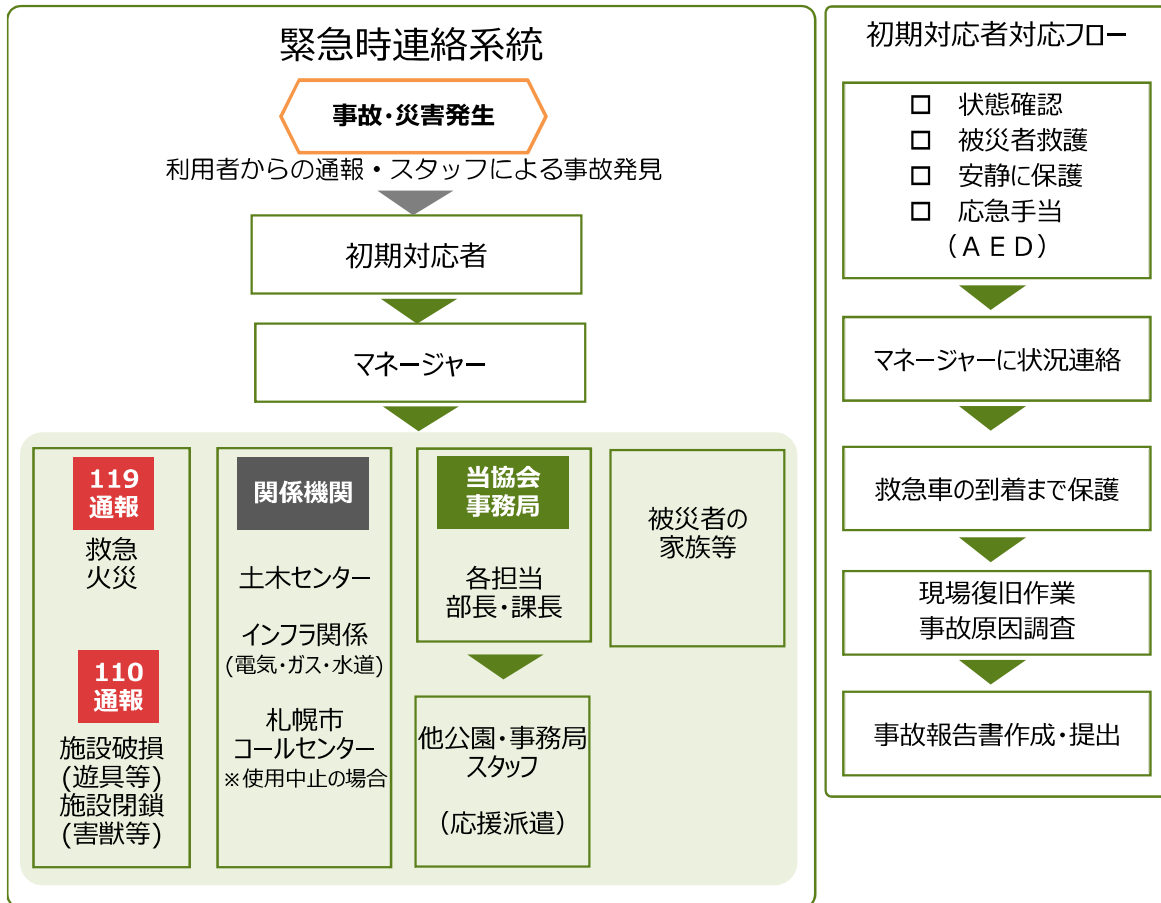 緊急時連絡系統
事故・災害発生
利用者からの通報・スタッフによる事故発見
初期対応者
マネージャー
119
通報
救急
火災
110
通報
施設破損
(遊具等)
施設閉鎖
(害獣等)
関係機関
土木センター
インフラ関係
(電気・ガス・水道)
札幌市
コールセンター
※使用中止の場合
当協会
事務局
各担当
部長・課長
他公園・事務局
スタッフ
（応援派遣）
被災者の
家族等
初期対応者対応フロー
□ 状態確認
□ 被災者救護
□ 安静に保護
□ 応急手当
（ＡＥＤ）
マネージャーに状況連絡
救急車の到着まで保護
現場復旧作業
事故原因調査
事故報告書作成・提出